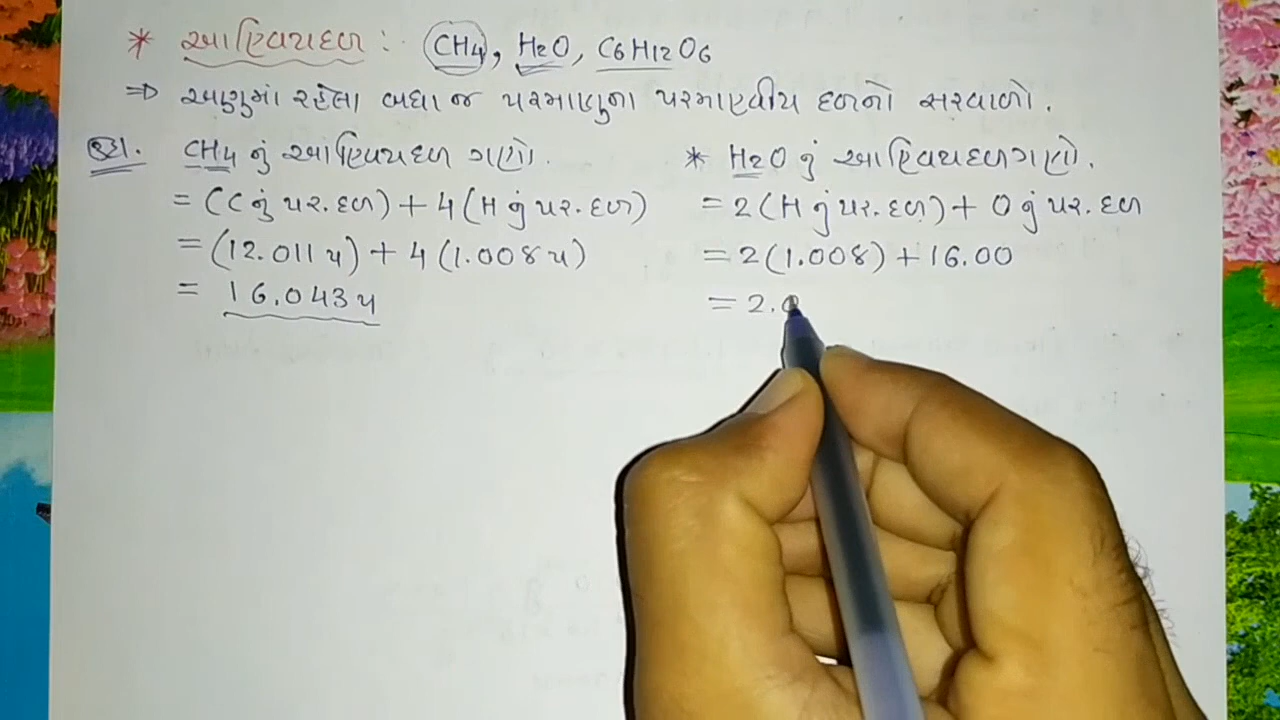 * આણ્વિયદળ : CH4, H2O, C6H12O6
⇒ અણુમાં રહેલા બધા જ પરમાણુના પરમાણ્વીય દળનો સરવાળો.
ઉદા. CH4 નું આણ્વિયદળ ગણો.
= (C નું પર. દળ) + 4 (H નું પર. દળ)
= (12.011 u) + 4 (1.008 u)
= 16.043 u
* H2O નું આણ્વિયદળ ગણો.
= 2 (H નું પર. દળ) + O નું પર. દળ
= 2 (1.008) + 16.00
= 2.0